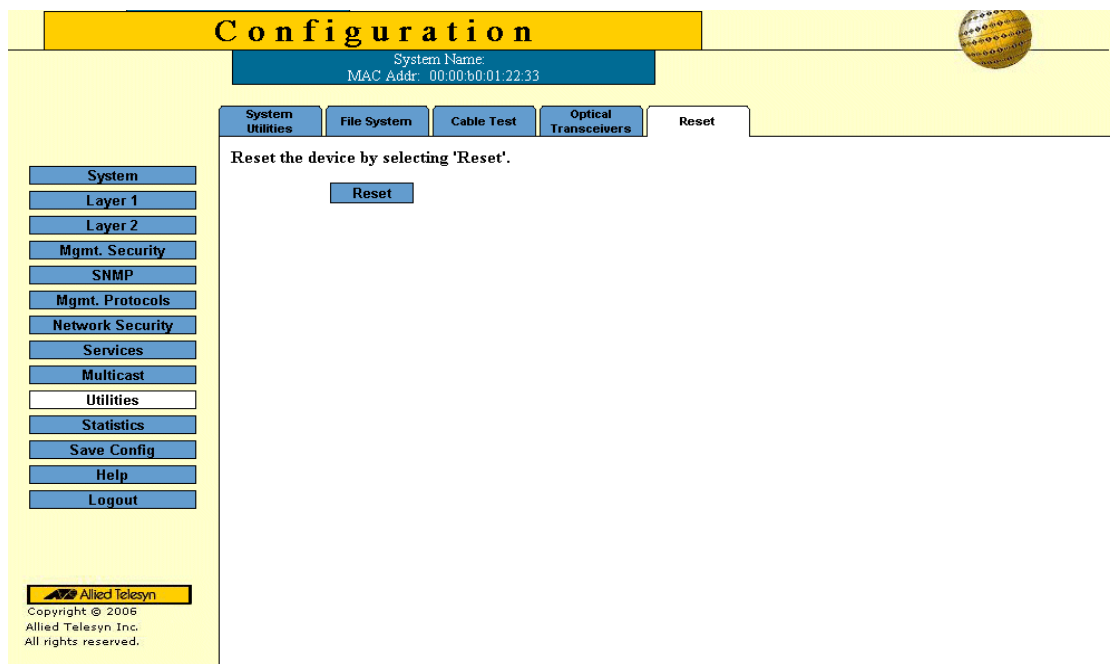 Configuration
System Name:
MAC Addr: 00:00:b0:01:22:33
System Utilities
File System
Cable Test
Optical Transceivers
Reset
Reset the device by selecting 'Reset'.
Reset
System
Layer 1
Layer 2
Mgmt. Security
SNMP
Mgmt. Protocols
Network Security
Services
Multicast
Utilities
Statistics
Save Config
Help
Logout
Allied Telesyn
Copyright © 2006
Allied Telesyn Inc.
All rights reserved.